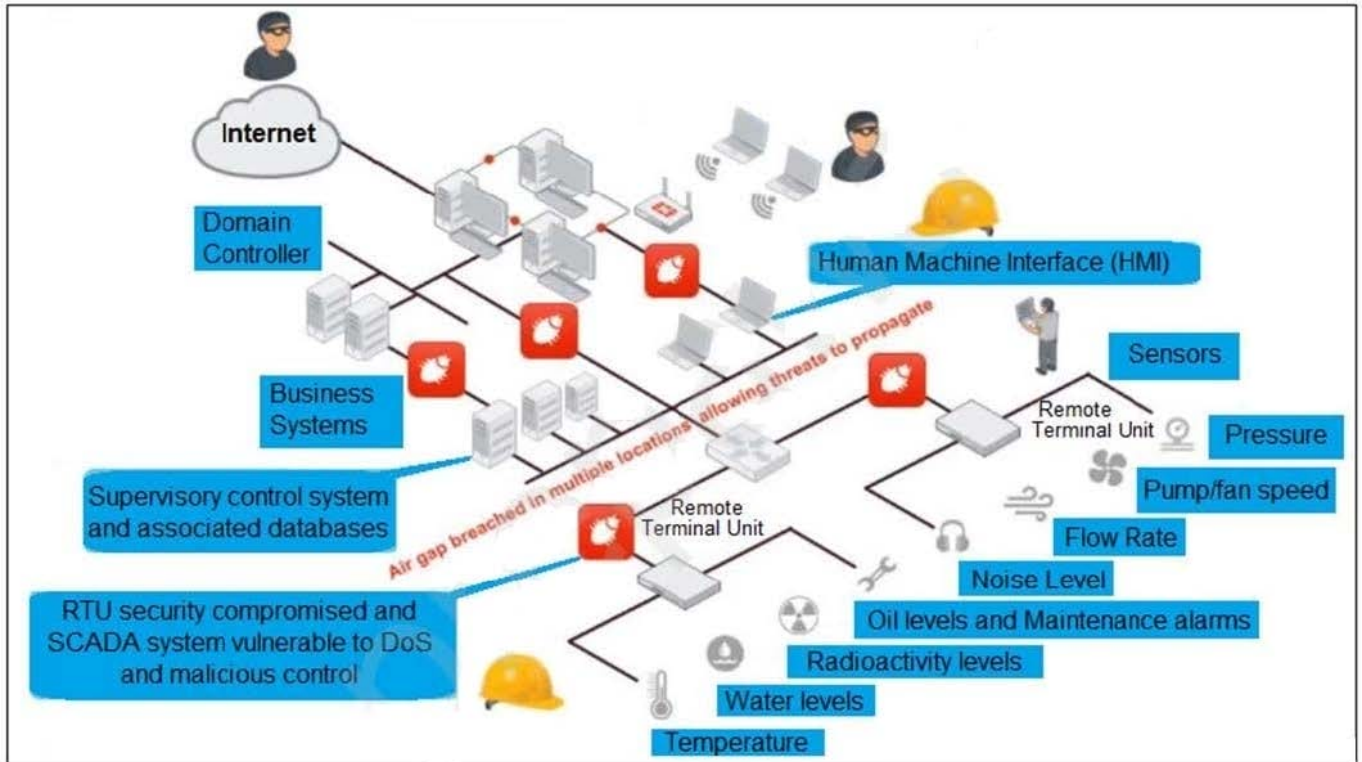 Internet
Domain
Controller
Human Machine Interface (HMI)
Air gap breached in multiple locations' allowing threats to propagate
Sensors
Business
Systems
Remote
Terminal Unit
Pressure
Pump/fan speed
Supervisory control system
and associated databases
Remote
Terminal Unit
Flow Rate
Noise Level
RTU security compromised and
SCADA system vulnerable to DoS
and malicious control
Oil levels and Maintenance alarms
Radioactivity levels
Water levels
Temperature